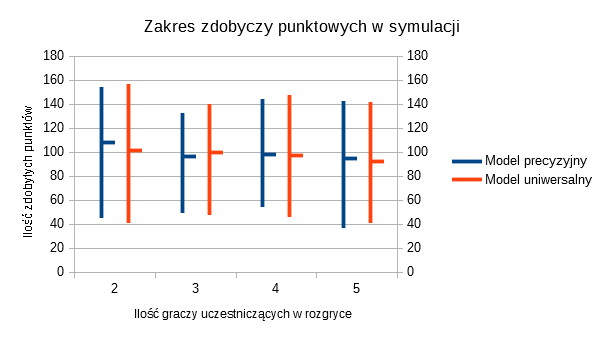 Zakres zdobyczy punktowych w symulacji
180 180
160 160
140 140
120 120
100 100
80 80
60 60
40 40
20 20
0 0
Ilość zdobytych punktów
2 3 4 5
Ilość graczy uczestniczących w rozgryce
Model precyzyjny
Model uniwersalny